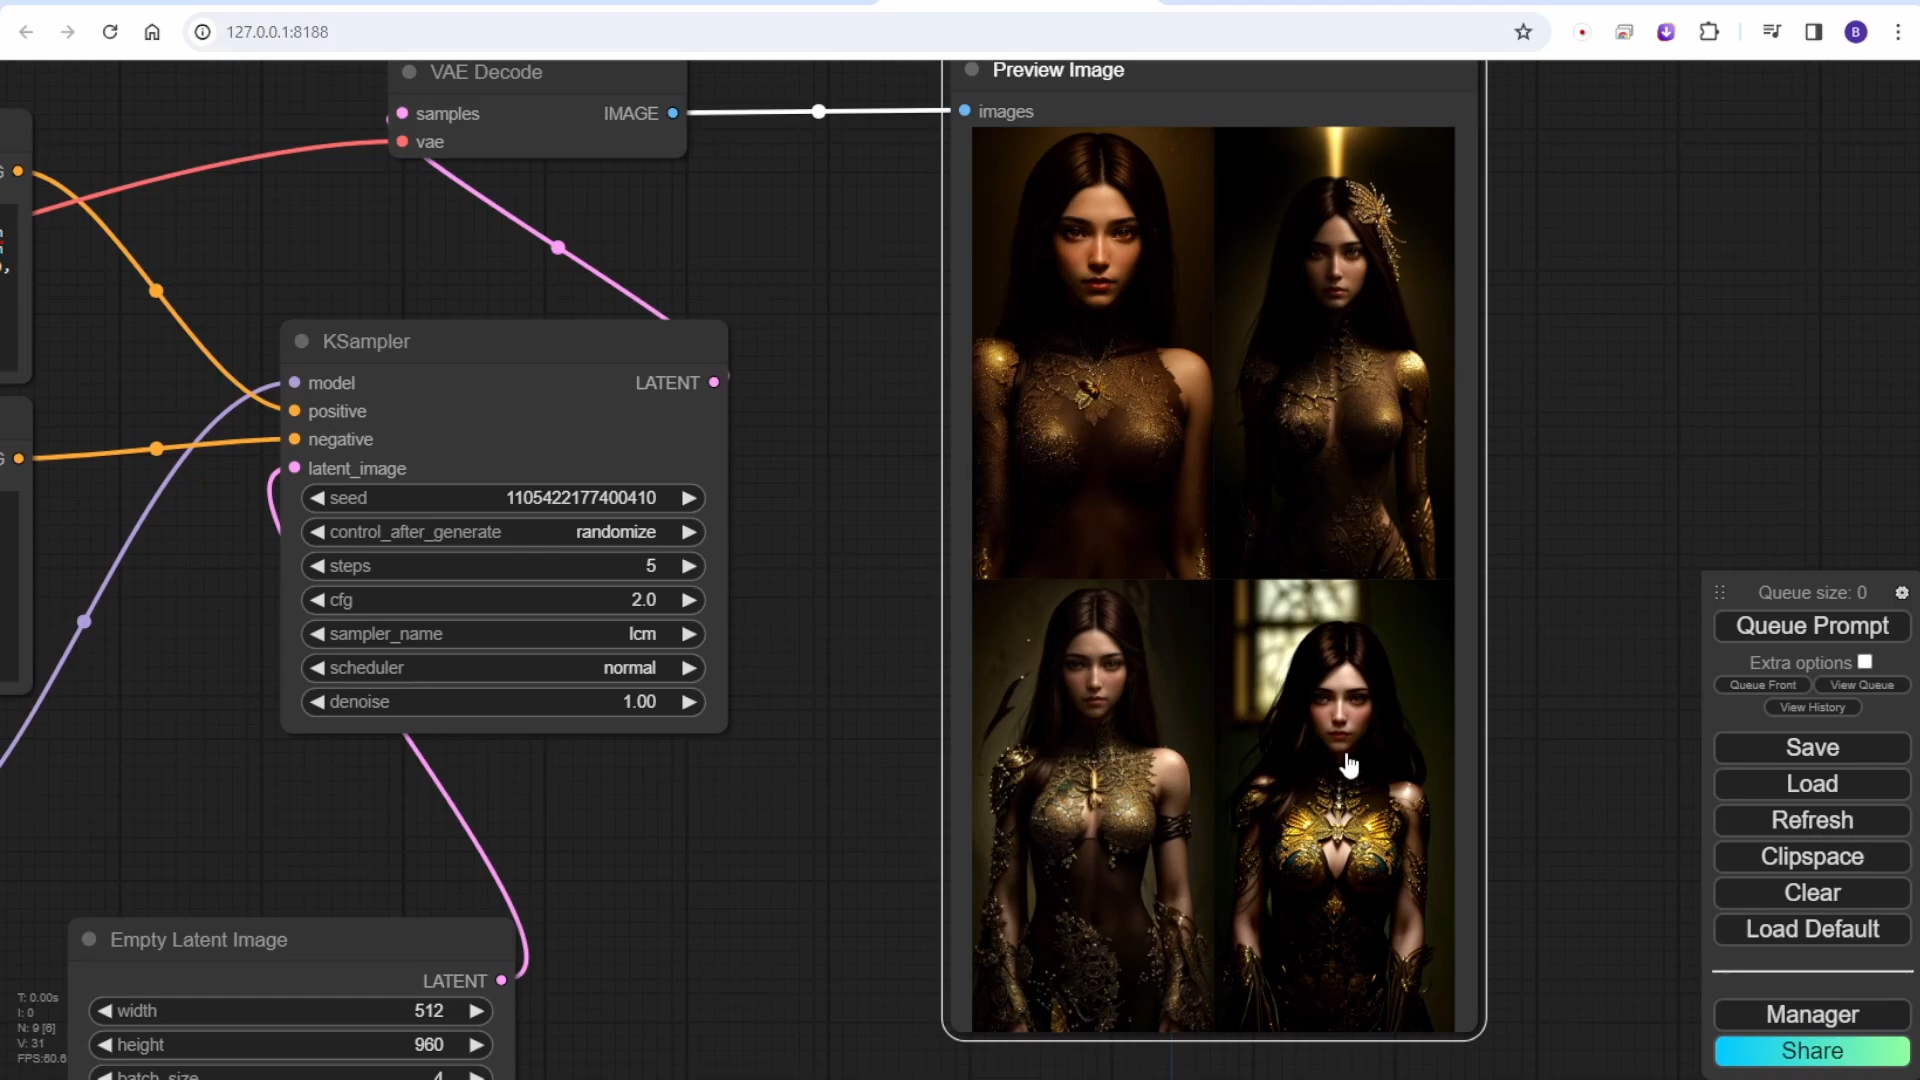 127.0.0.1:8188
B
VAE Decode
samples
IMAGE
vae
Preview Image
images
G
KSampler
model
LATENT
positive
negative
latent_image
G
seed
1105422177400410
control_after_generate
randomize
steps
5
cfg
2.0
sampler_name
lcm
scheduler
normal
denoise
1.00
Queue size: 0
Queue Prompt
Extra options
Queue Front
View Queue
View History
Save
Load
Refresh
Clipspace
Clear
Load Default
Manager
Share
Empty Latent Image
LATENT
width
512
height
960
batch_size
4
T: 0.00s
I: 0
N: 9 [6]
V: 31
FPS:60.6